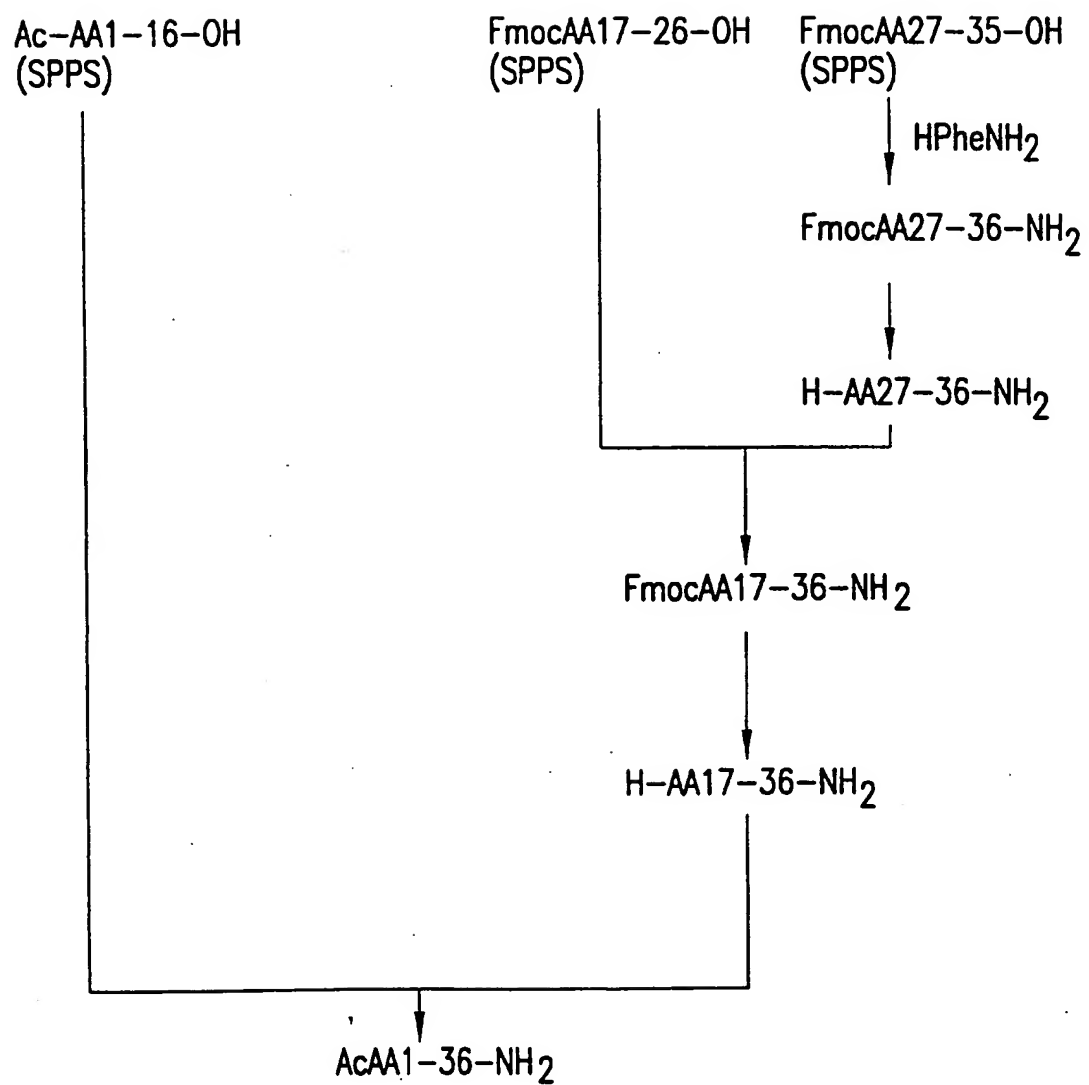 Ac-AA1-16-OH
(SPPS)
FmocAA17-26-OH
(SPPS)
FmocAA27-35-OH
(SPPS)
HPheNH2
FmocAA27-36-NH2
H-AA27-36-NH2
FmocAA17-36-NH2
H-AA17-36-NH2
AcAA1-36-NH2